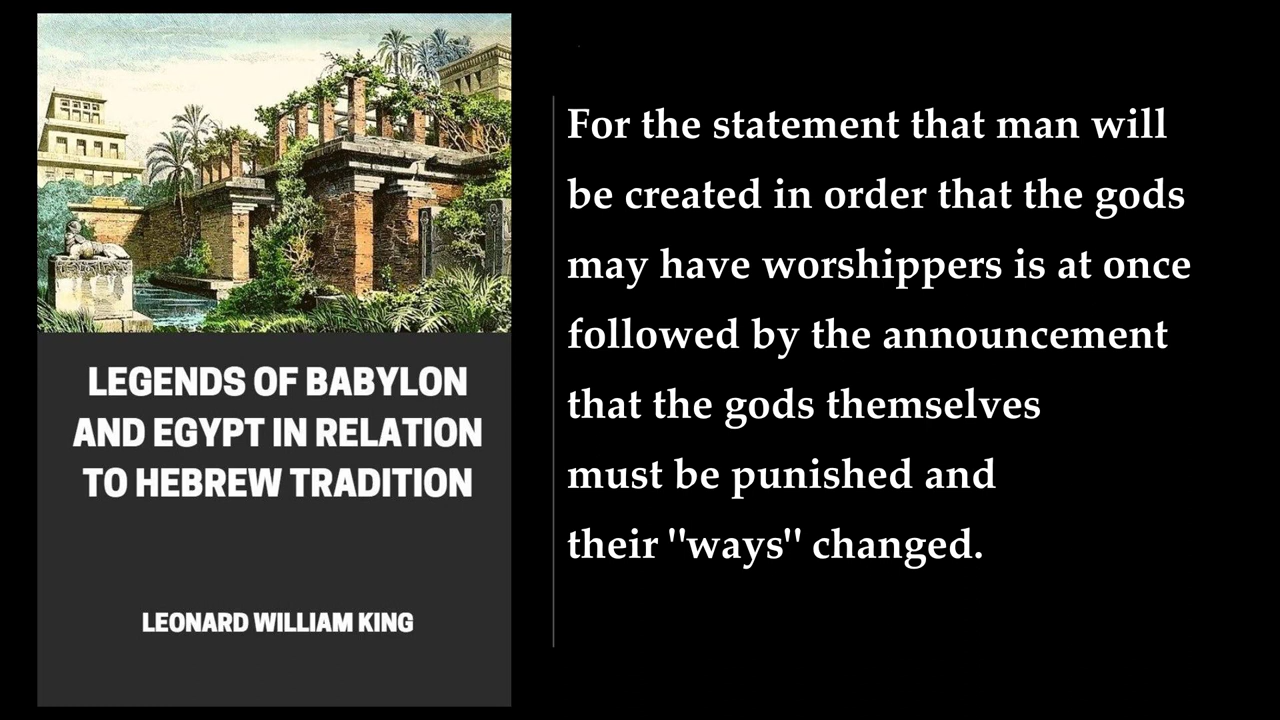 LEGENDS OF BABYLON
AND EGYPT IN RELATION
TO HEBREW TRADITION
LEONARD WILLIAM KING
For the statement that man will
be created in order that the gods
may have worshippers is at once
followed by the announcement
that the gods themselves
must be punished and
their "ways" changed.